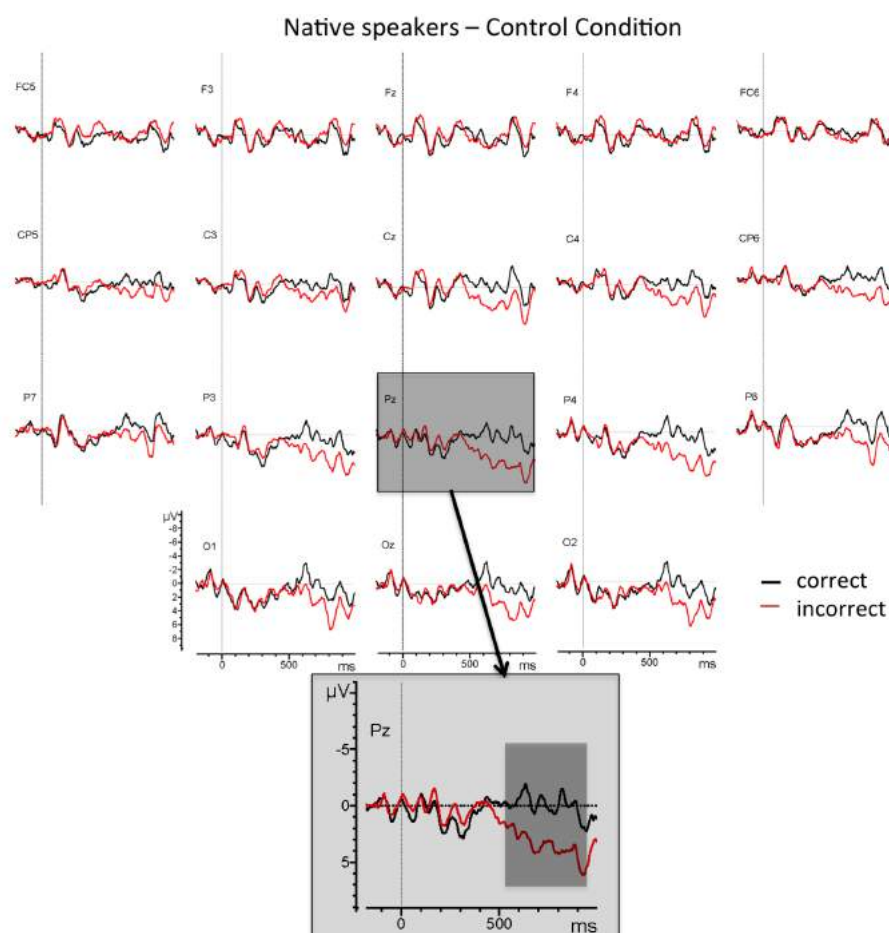 Native speakers – Control Condition
FC5 F3 Fz F4 FC6
CP5 C3 Cz C4 CP6
P7 P3 Pz P4 P8
µV
-8
-6
-4
-2
0
2
4
6
8
O1 Oz O2
correct
incorrect
0 500 ms 0 500 ms 0 500 ms
µV
Pz
-5
0
5
0 500 ms